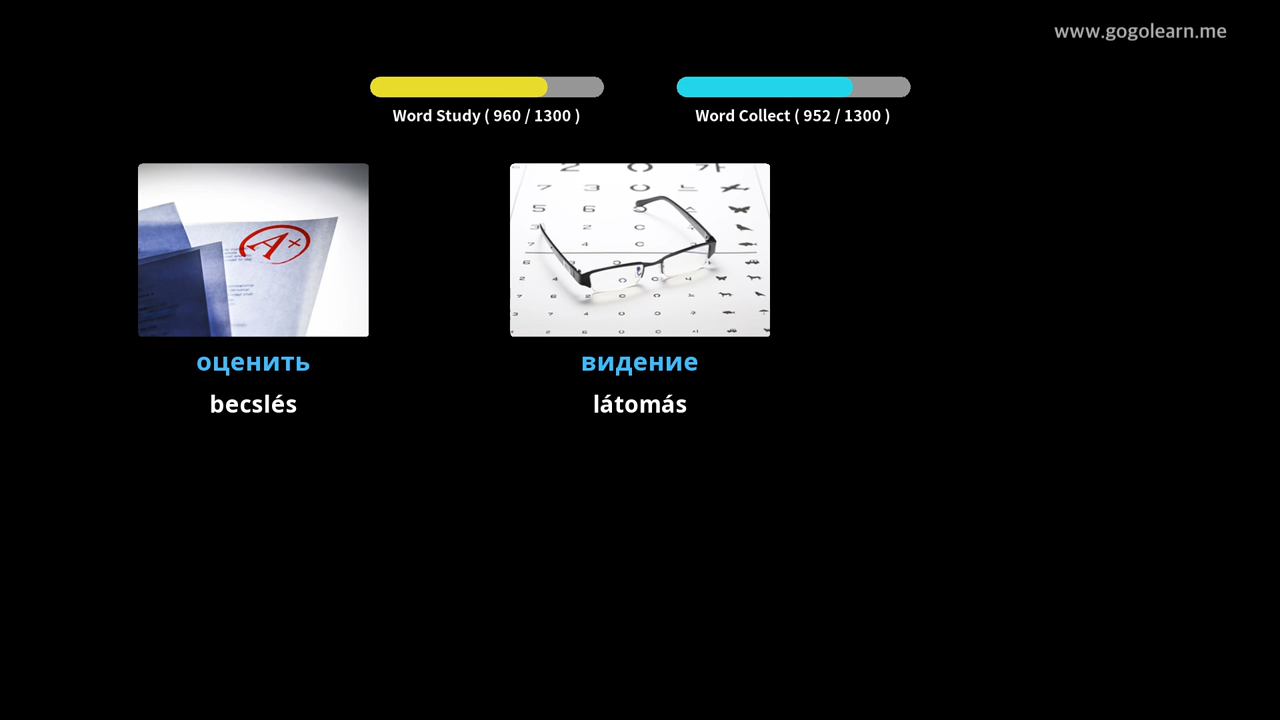 www.gogolearn.me
Word Study ( 960 / 1300 )
Word Collect ( 952 / 1300 )
A+
оценить
becslés
видение
látomás